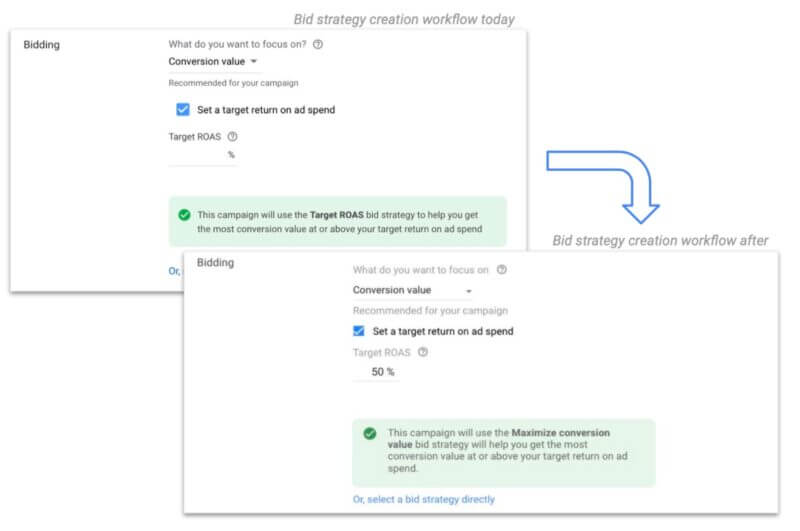 Bid strategy creation workflow today
Bidding
What do you want to focus on?
Conversion value
Recommended for your campaign
Set a target return on ad spend
Target ROAS
%
This campaign will use the Target ROAS bid strategy to help you get
the most conversion value at or above your target return on ad spend
Or,
Bid strategy creation workflow after
Bidding
What do you want to focus on
Conversion value
Recommended for your campaign
Set a target return on ad spend
Target ROAS
50 %
This campaign will use the Maximize conversion
value bid strategy will help you get the most
conversion value at or above your target return on ad
spend.
Or, select a bid strategy directly